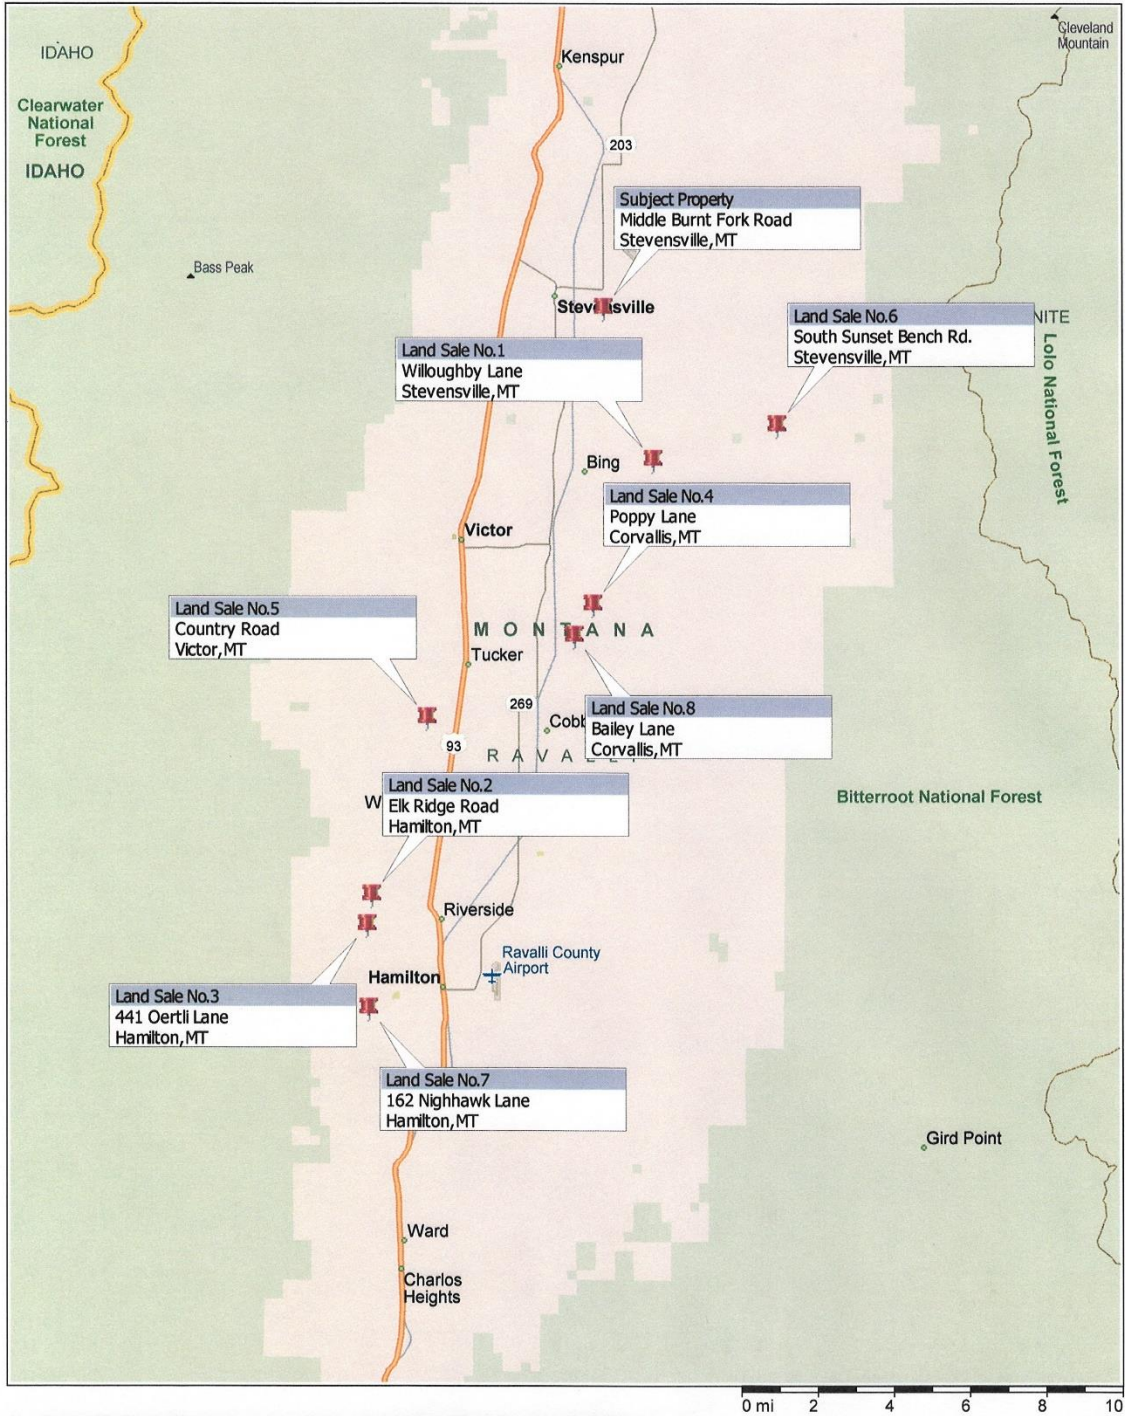 Cleveland
Mountain
IDAHO
Kenspur
Clearwater
National
Forest
IDAHO
203
Subject Property
Middle Burnt Fork Road
Stevensville,MT
Bass Peak
Stevensville
Land Sale No.6
South Sunset Bench Rd.
Stevensville,MT
NITE
Lolo National Forest
Land Sale No.1
Willoughby Lane
Stevensville,MT
Bing
Land Sale No.4
Poppy Lane
Corvallis,MT
Victor
Land Sale No.5
Country Road
Victor,MT
MONTANA
Tucker
269
Land Sale No.8
Bailey Lane
Corvallis,MT
Cobb
93
RAVALLI
Land Sale No.2
Elk Ridge Road
Hamilton,MT
W
Bitterroot National Forest
Riverside
Ravalli County
Airport
Hamilton
Land Sale No.3
441 Oertli Lane
Hamilton,MT
Land Sale No.7
162 Nighhawk Lane
Hamilton,MT
Gird Point
Ward
Charlos
Heights
0 mi 2 4 6 8 10